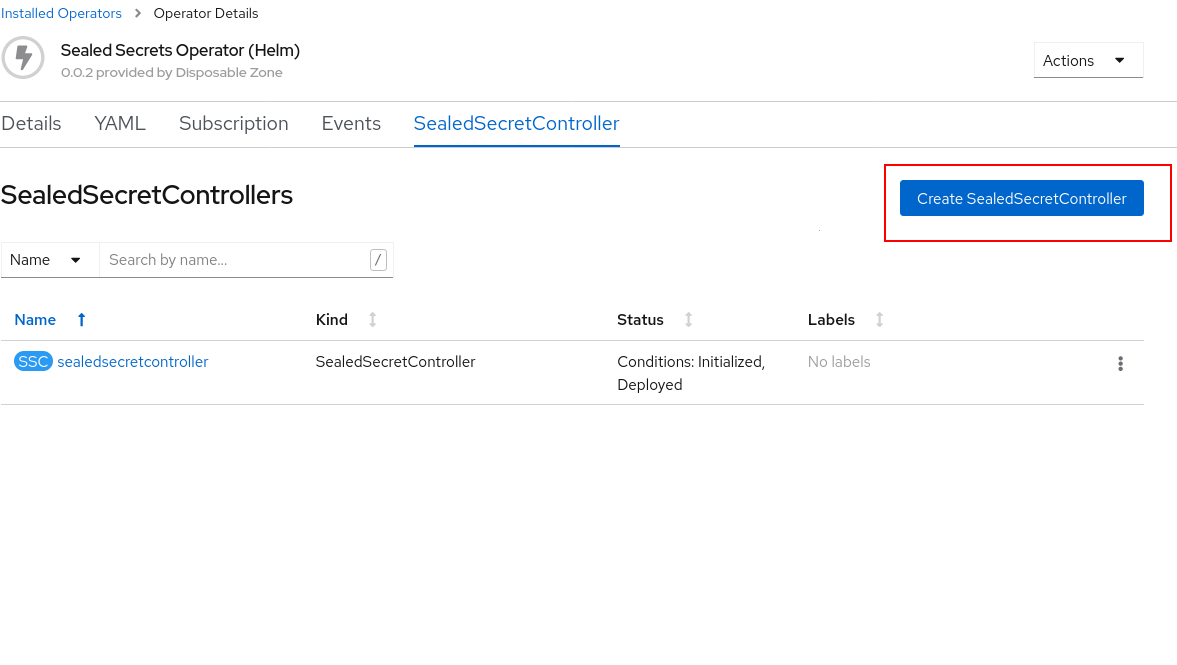 Installed Operators > Operator Details
Sealed Secrets Operator (Helm)
0.0.2 provided by Disposable Zone
Actions
Details YAML Subscription Events SealedSecretController
SealedSecretControllers
Create SealedSecretController
Name Search by name... /
Name Kind Status Labels
SSC sealedsecretcontroller SealedSecretController Conditions: Initialized, No labels
Deployed